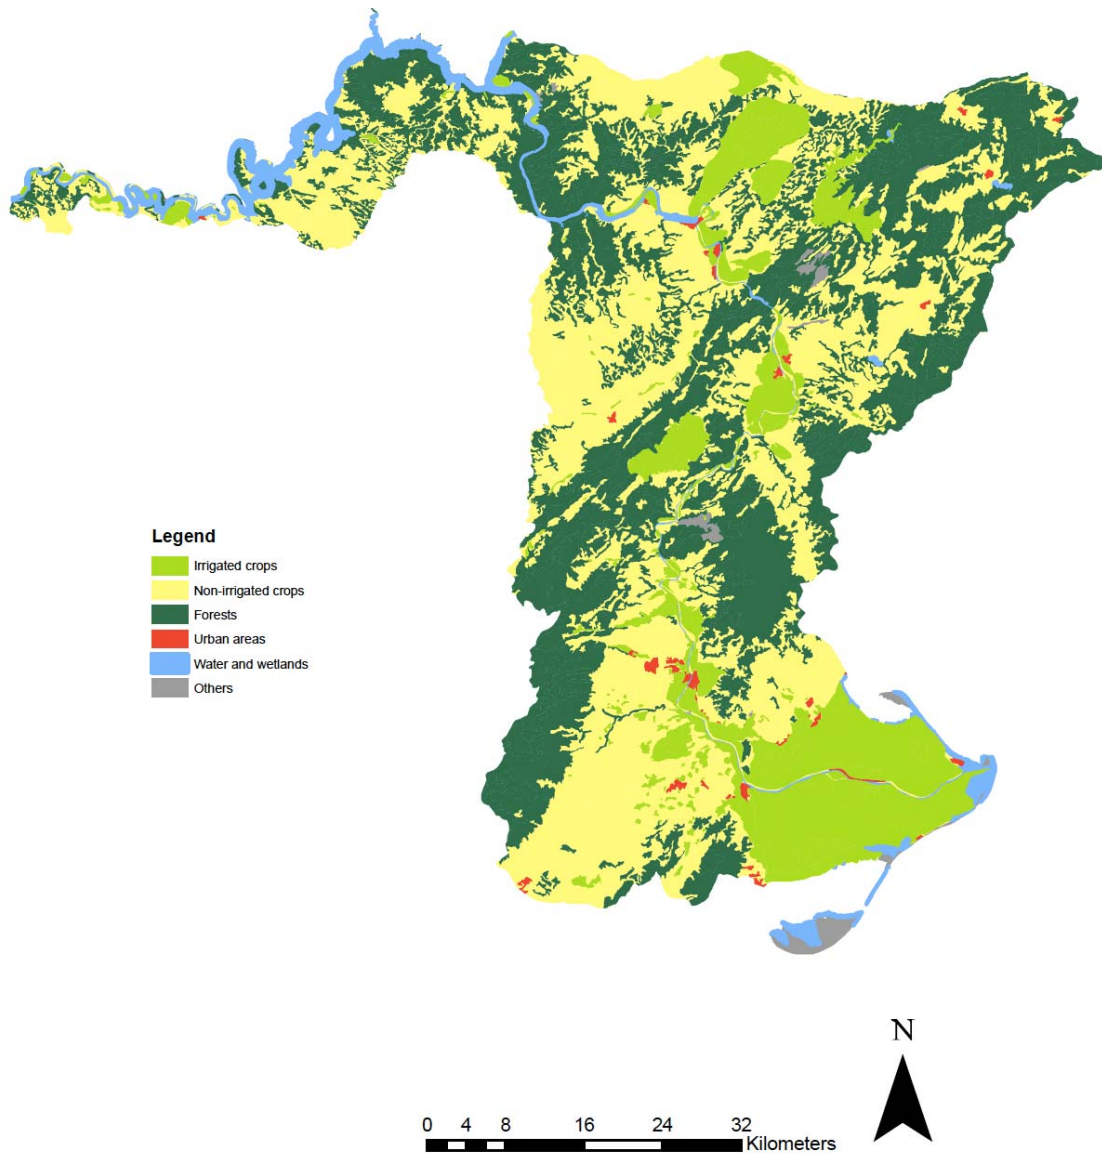 Legend
Irrigated crops
Non-irrigated crops
Forests
Urban areas
Water and wetlands
Others
N
0 4 8 16 24 32
Kilometers